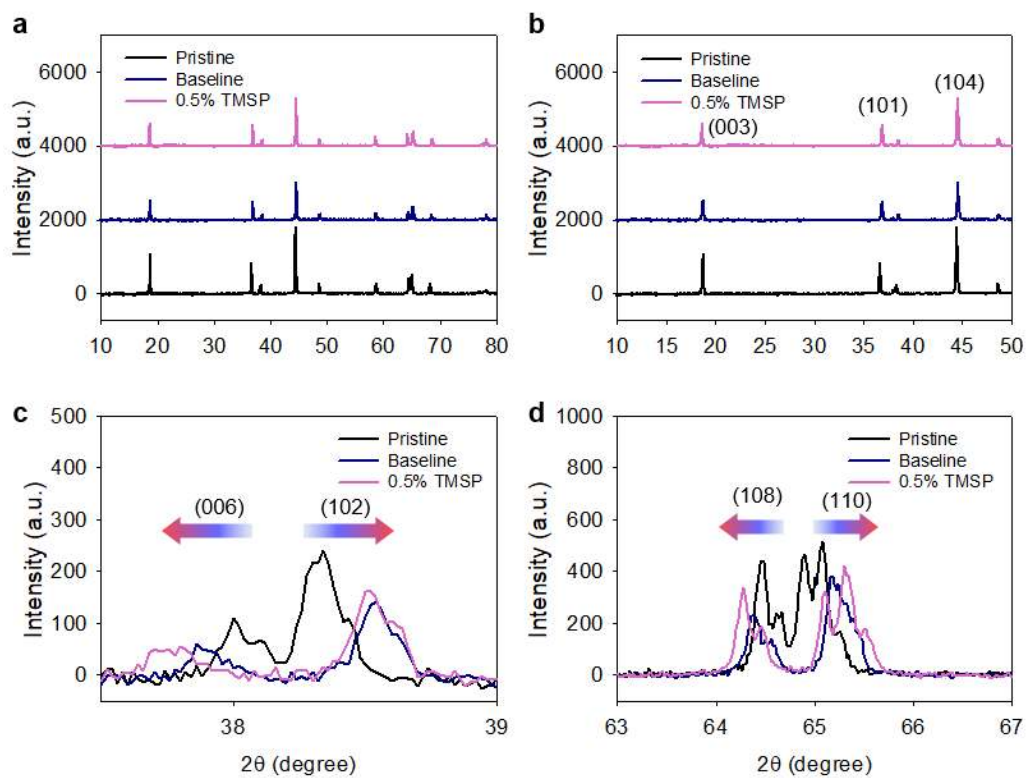 a
Intensity (a.u.)
6000
4000
2000
0
Pristine
Baseline
0.5% TMSP
10 20 30 40 50 60 70 80
b
Intensity (a.u.)
6000
4000
2000
0
Pristine
Baseline
0.5% TMSP
(003)
(101)
(104)
10 15 20 25 30 35 40 45 50
c
Intensity (a.u.)
500
400
300
200
100
0
Pristine
Baseline
0.5% TMSP
(006)
(102)
38 39
2θ (degree)
d
Intensity (a.u.)
1000
800
600
400
200
0
Pristine
Baseline
0.5% TMSP
(108)
(110)
63 64 65 66 67
2θ (degree)